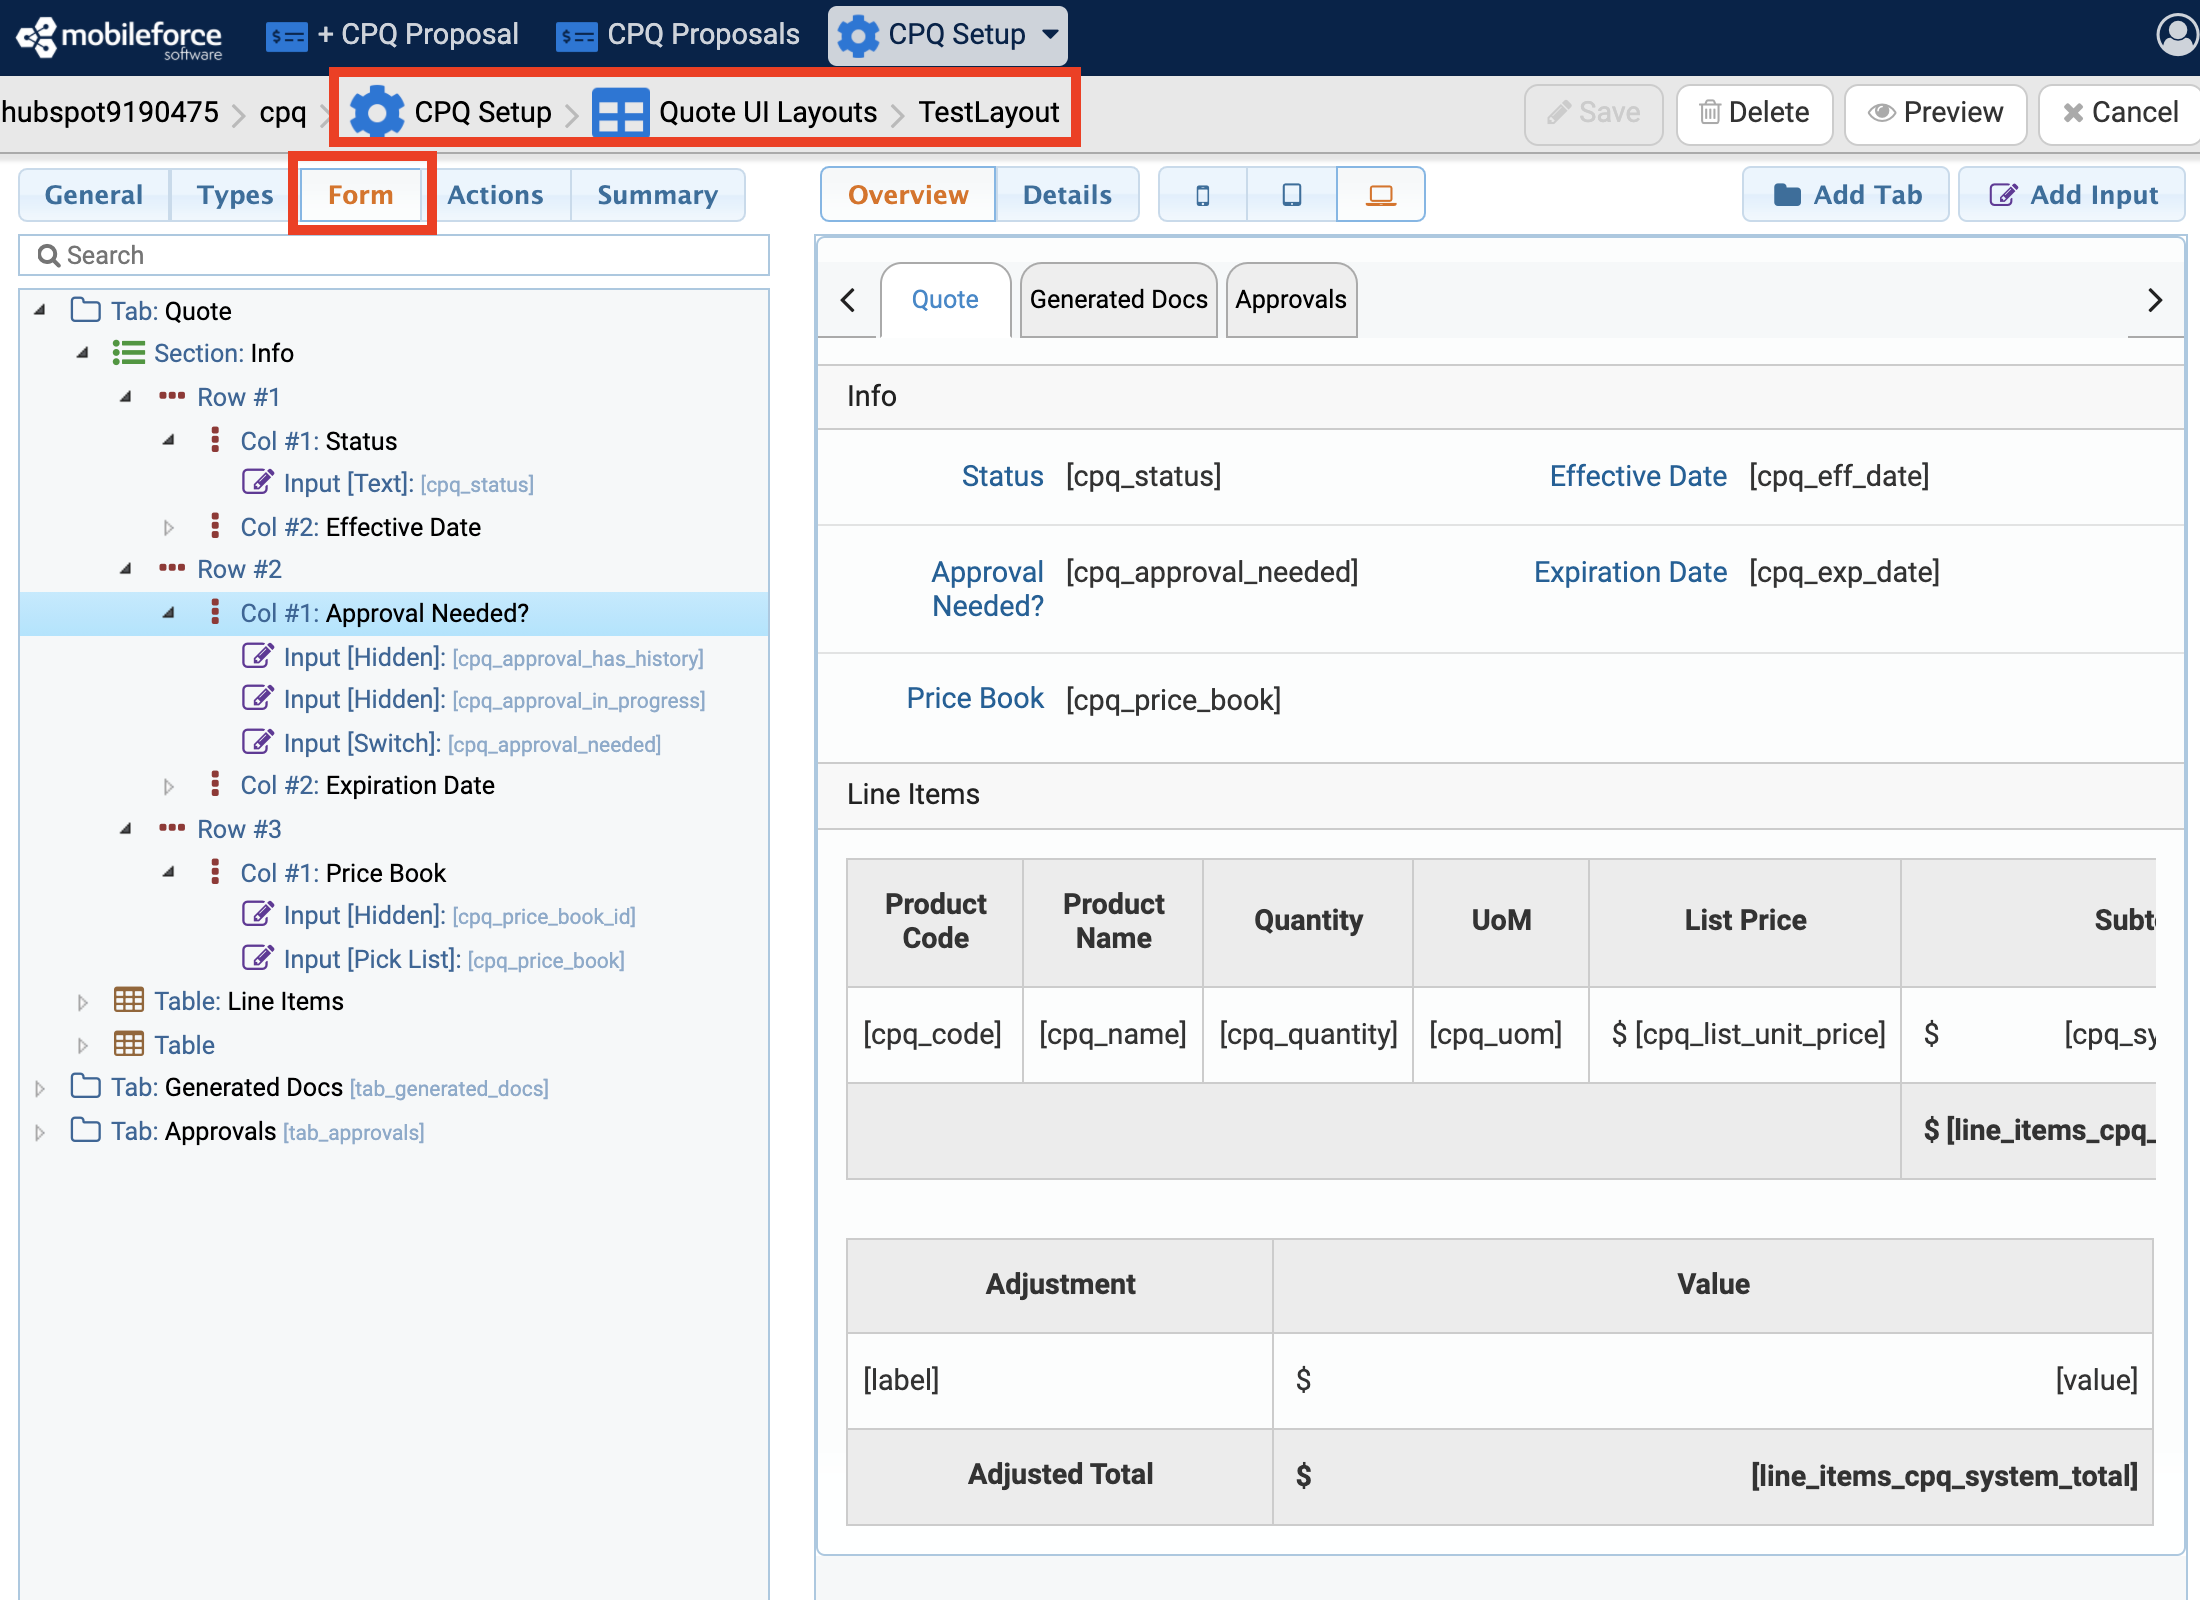 mobileforce
software
+ CPQ Proposal
CPQ Proposals
CPQ Setup
hubspot9190475
cpq
CPQ Setup
Quote UI Layouts
TestLayout
Save
Delete
Preview
Cancel
General
Types
Form
Actions
Summary
Overview
Details
Add Tab
Add Input
Search
Tab: Quote
Section: Info
Row #1
Col #1: Status
Input [Text]: [cpq_status]
Col #2: Effective Date
Row #2
Col #1: Approval Needed?
Input [Hidden]: [cpq_approval_has_history]
Input [Hidden]: [cpq_approval_in_progress]
Input [Switch]: [cpq_approval_needed]
Col #2: Expiration Date
Row #3
Col #1: Price Book
Input [Hidden]: [cpq_price_book_id]
Input [Pick List]: [cpq_price_book]
Table: Line Items
Table
Tab: Generated Docs [tab_generated_docs]
Tab: Approvals [tab_approvals]
Quote
Generated Docs
Approvals
Info
Status [cpq_status]
Effective Date [cpq_eff_date]
Approval
Needed?
[cpq_approval_needed]
Expiration Date [cpq_exp_date]
Price Book [cpq_price_book]
Line Items
Product
Code
Product
Name
Quantity
UoM
List Price
Subt
[cpq_code]
[cpq_name]
[cpq_quantity]
[cpq_uom]
$ [cpq_list_unit_price]
$ [cpq_sy
$ [line_items_cpq_
Adjustment
Value
[label]
$ [value]
Adjusted Total
$ [line_items_cpq_system_total]